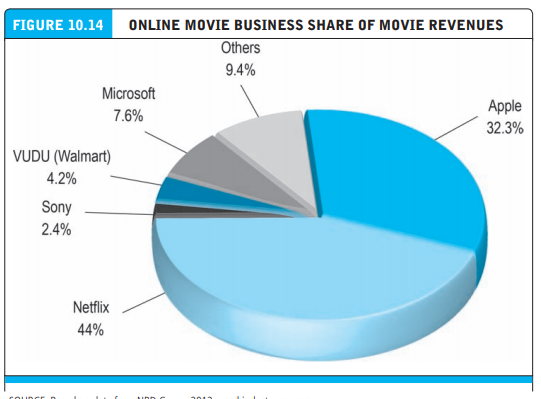 FIGURE 10.14 ONLINE MOVIE BUSINESS SHARE OF MOVIE REVENUES
Others
9.4%
Microsoft
7.6%
Apple
32.3%
VUDU (Walmart)
4.2%
Sony
2.4%
Netflix
44%